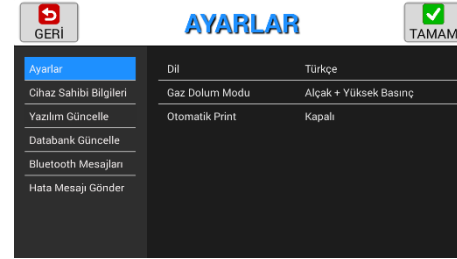 GERİ
AYARLAR
TAMAM
Ayarlar
Cihaz Sahibi Bilgileri
Yazılım Güncelle
Databank Güncelle
Bluetooth Mesajları
Hata Mesajı Gönder
Dil Türkçe
Gaz Dolum Modu Alçak + Yüksek Basınç
Otomatik Print Kapalı